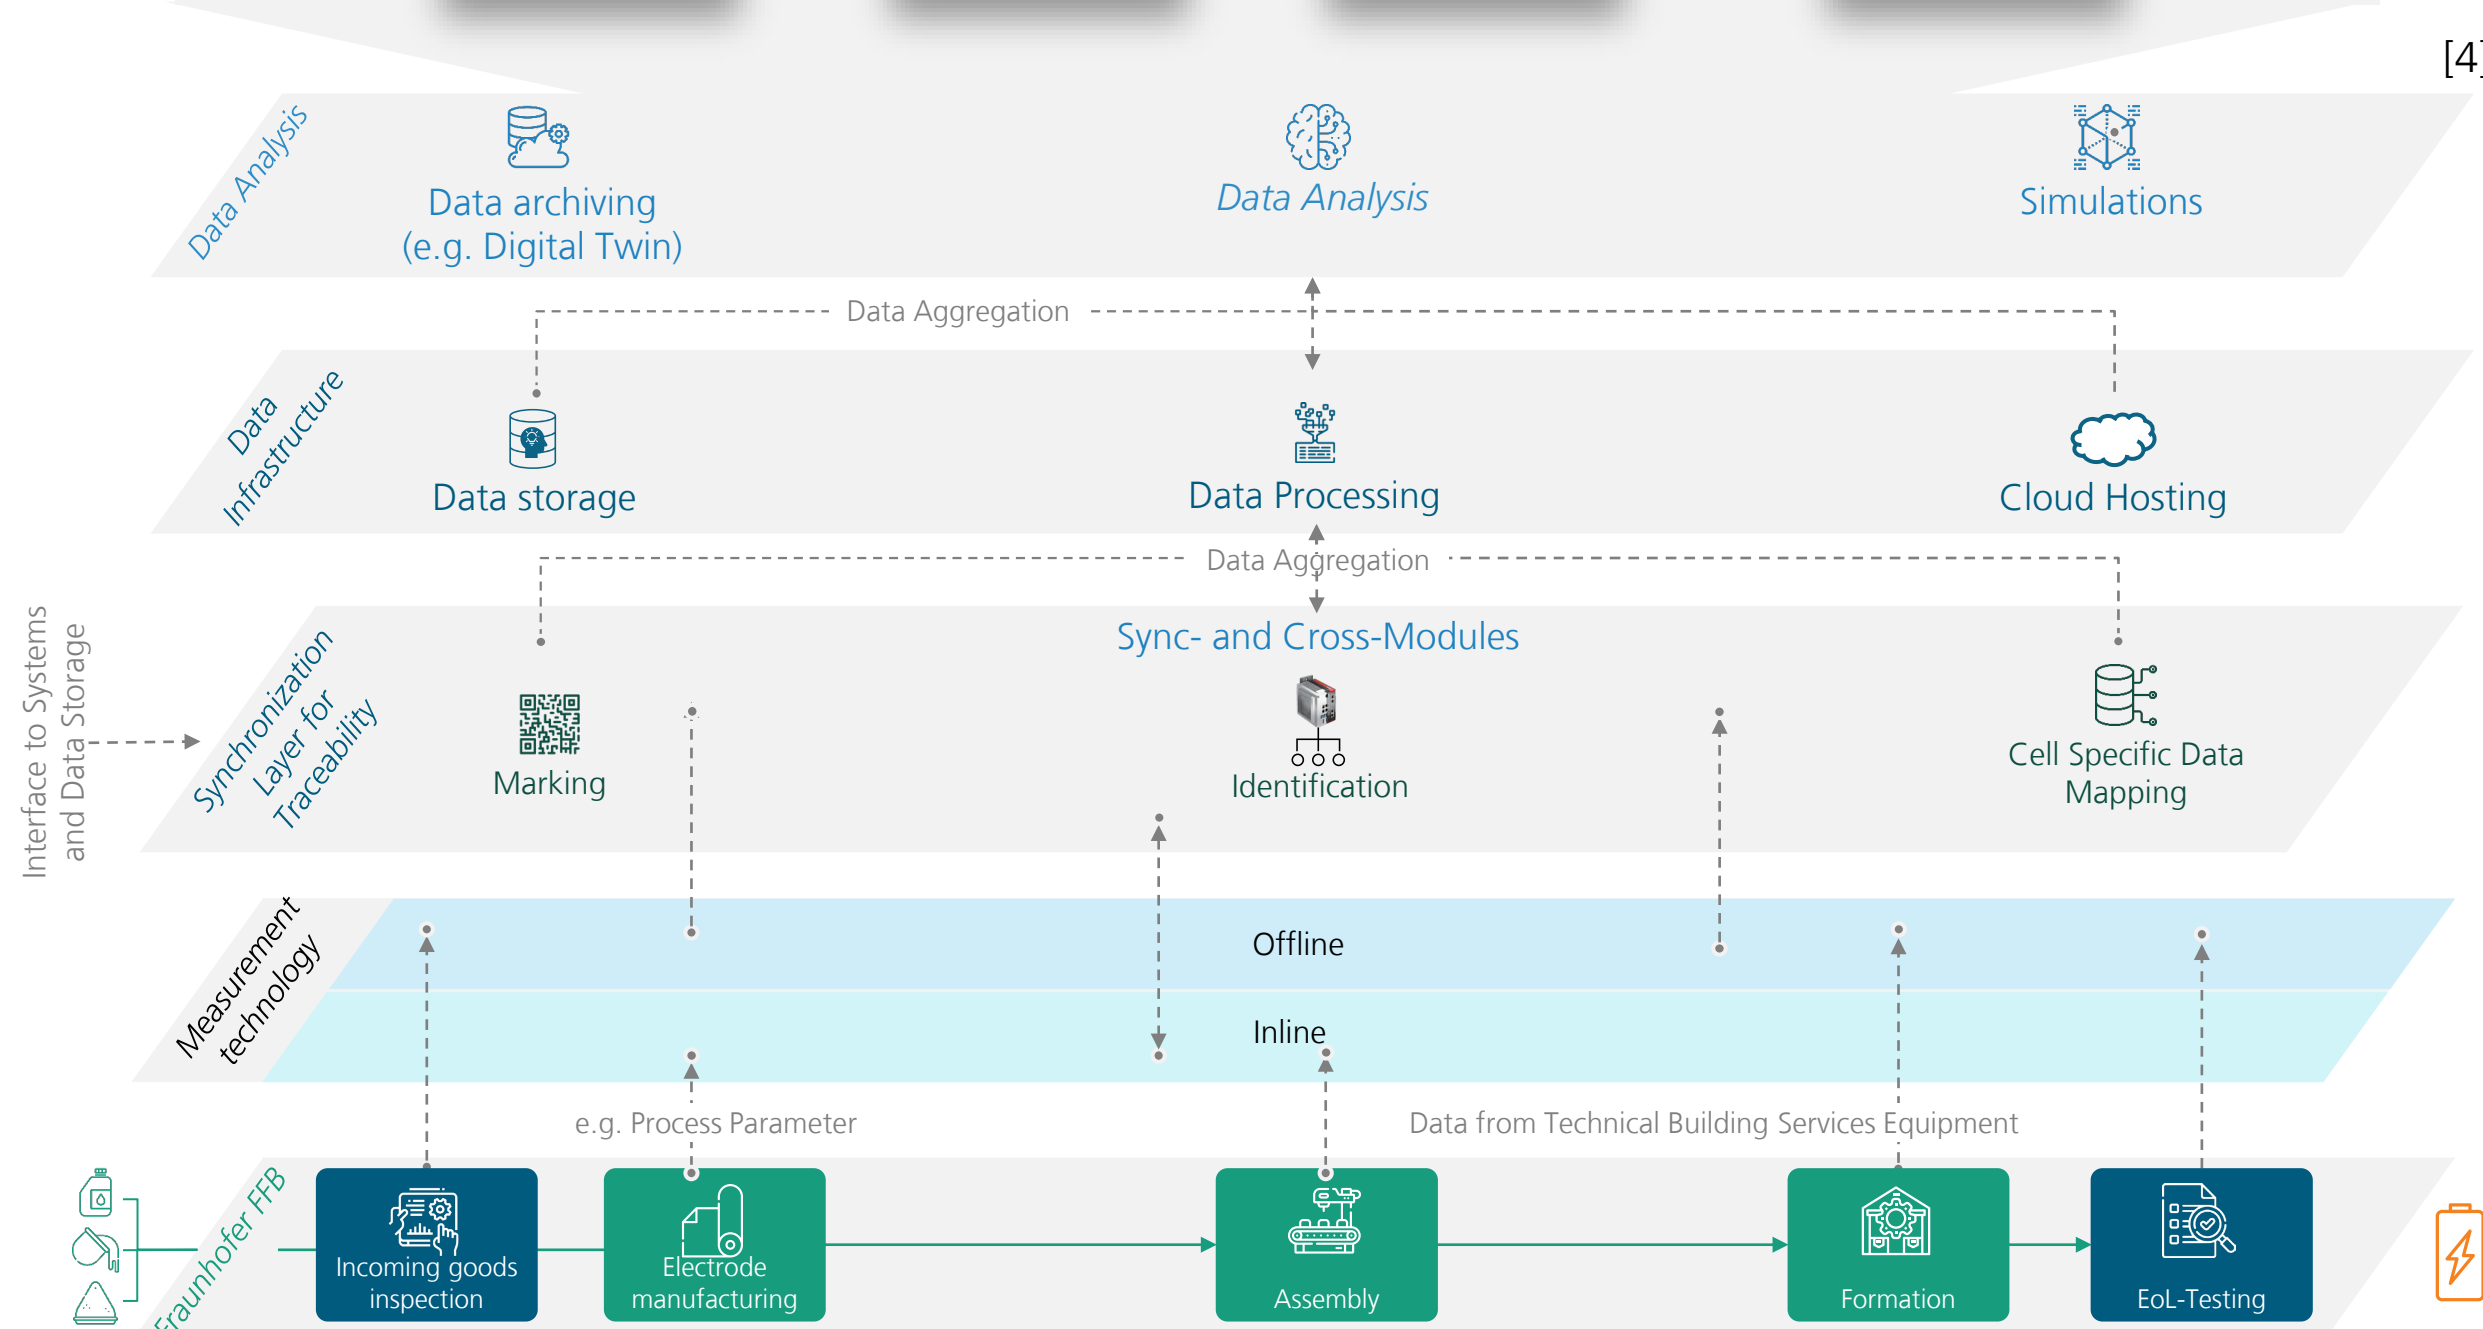 [4]
Data Analysis
Data archiving
(e.g. Digital Twin)
Data Analysis
Simulations
Data Aggregation
Data
Infrastructure
Data storage
Data Processing
Cloud Hosting
Data Aggregation
Interface to Systems
and Data Storage
Synchronization
Layer for
Traceability
Sync- and Cross-Modules
Marking
Identification
Cell Specific Data
Mapping
Measurement
technology
Offline
Inline
e.g. Process Parameter
Data from Technical Building Services Equipment
Fraunhofer FFB
Incoming goods
inspection
Electrode
manufacturing
Assembly
Formation
EoL-Testing